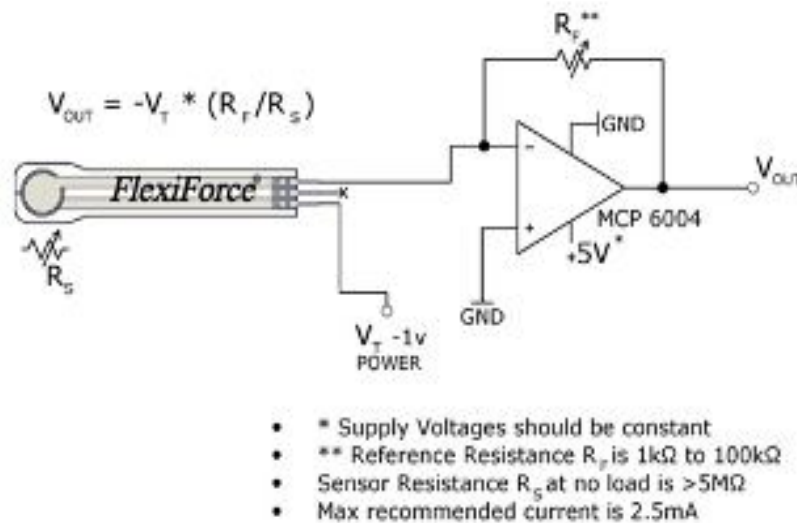 R_F**
V_OUT = -V_T * (R_F/R_S)
GND
FlexiForce®
V_OUT
MCP 6004
+5V*
R_S
GND
V_T -1v
POWER
• * Supply Voltages should be constant
• ** Reference Resistance R_F is 1kΩ to 100kΩ
• Sensor Resistance R_S at no load is >5MΩ
• Max recommended current is 2.5mA